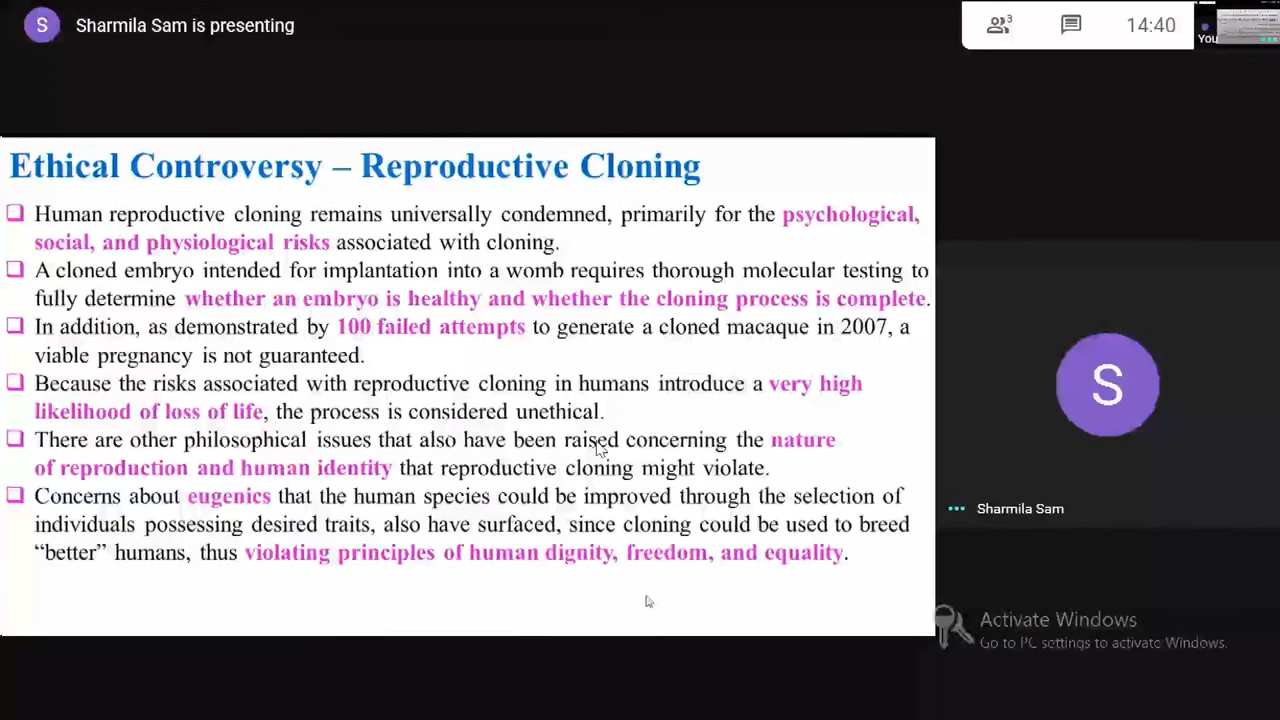 S
Sharmila Sam is presenting
3
14:40
You
Ethical Controversy – Reproductive Cloning
❑ Human reproductive cloning remains universally condemned, primarily for the psychological,
social, and physiological risks associated with cloning.
❑ A cloned embryo intended for implantation into a womb requires thorough molecular testing to
fully determine whether an embryo is healthy and whether the cloning process is complete.
❑ In addition, as demonstrated by 100 failed attempts to generate a cloned macaque in 2007, a
viable pregnancy is not guaranteed.
❑ Because the risks associated with reproductive cloning in humans introduce a very high
likelihood of loss of life, the process is considered unethical.
❑ There are other philosophical issues that also have been raised concerning the nature
of reproduction and human identity that reproductive cloning might violate.
❑ Concerns about eugenics that the human species could be improved through the selection of
individuals possessing desired traits, also have surfaced, since cloning could be used to breed
“better” humans, thus violating principles of human dignity, freedom, and equality.
S
Sharmila Sam
Activate Windows
Go to PC settings to activate Windows.